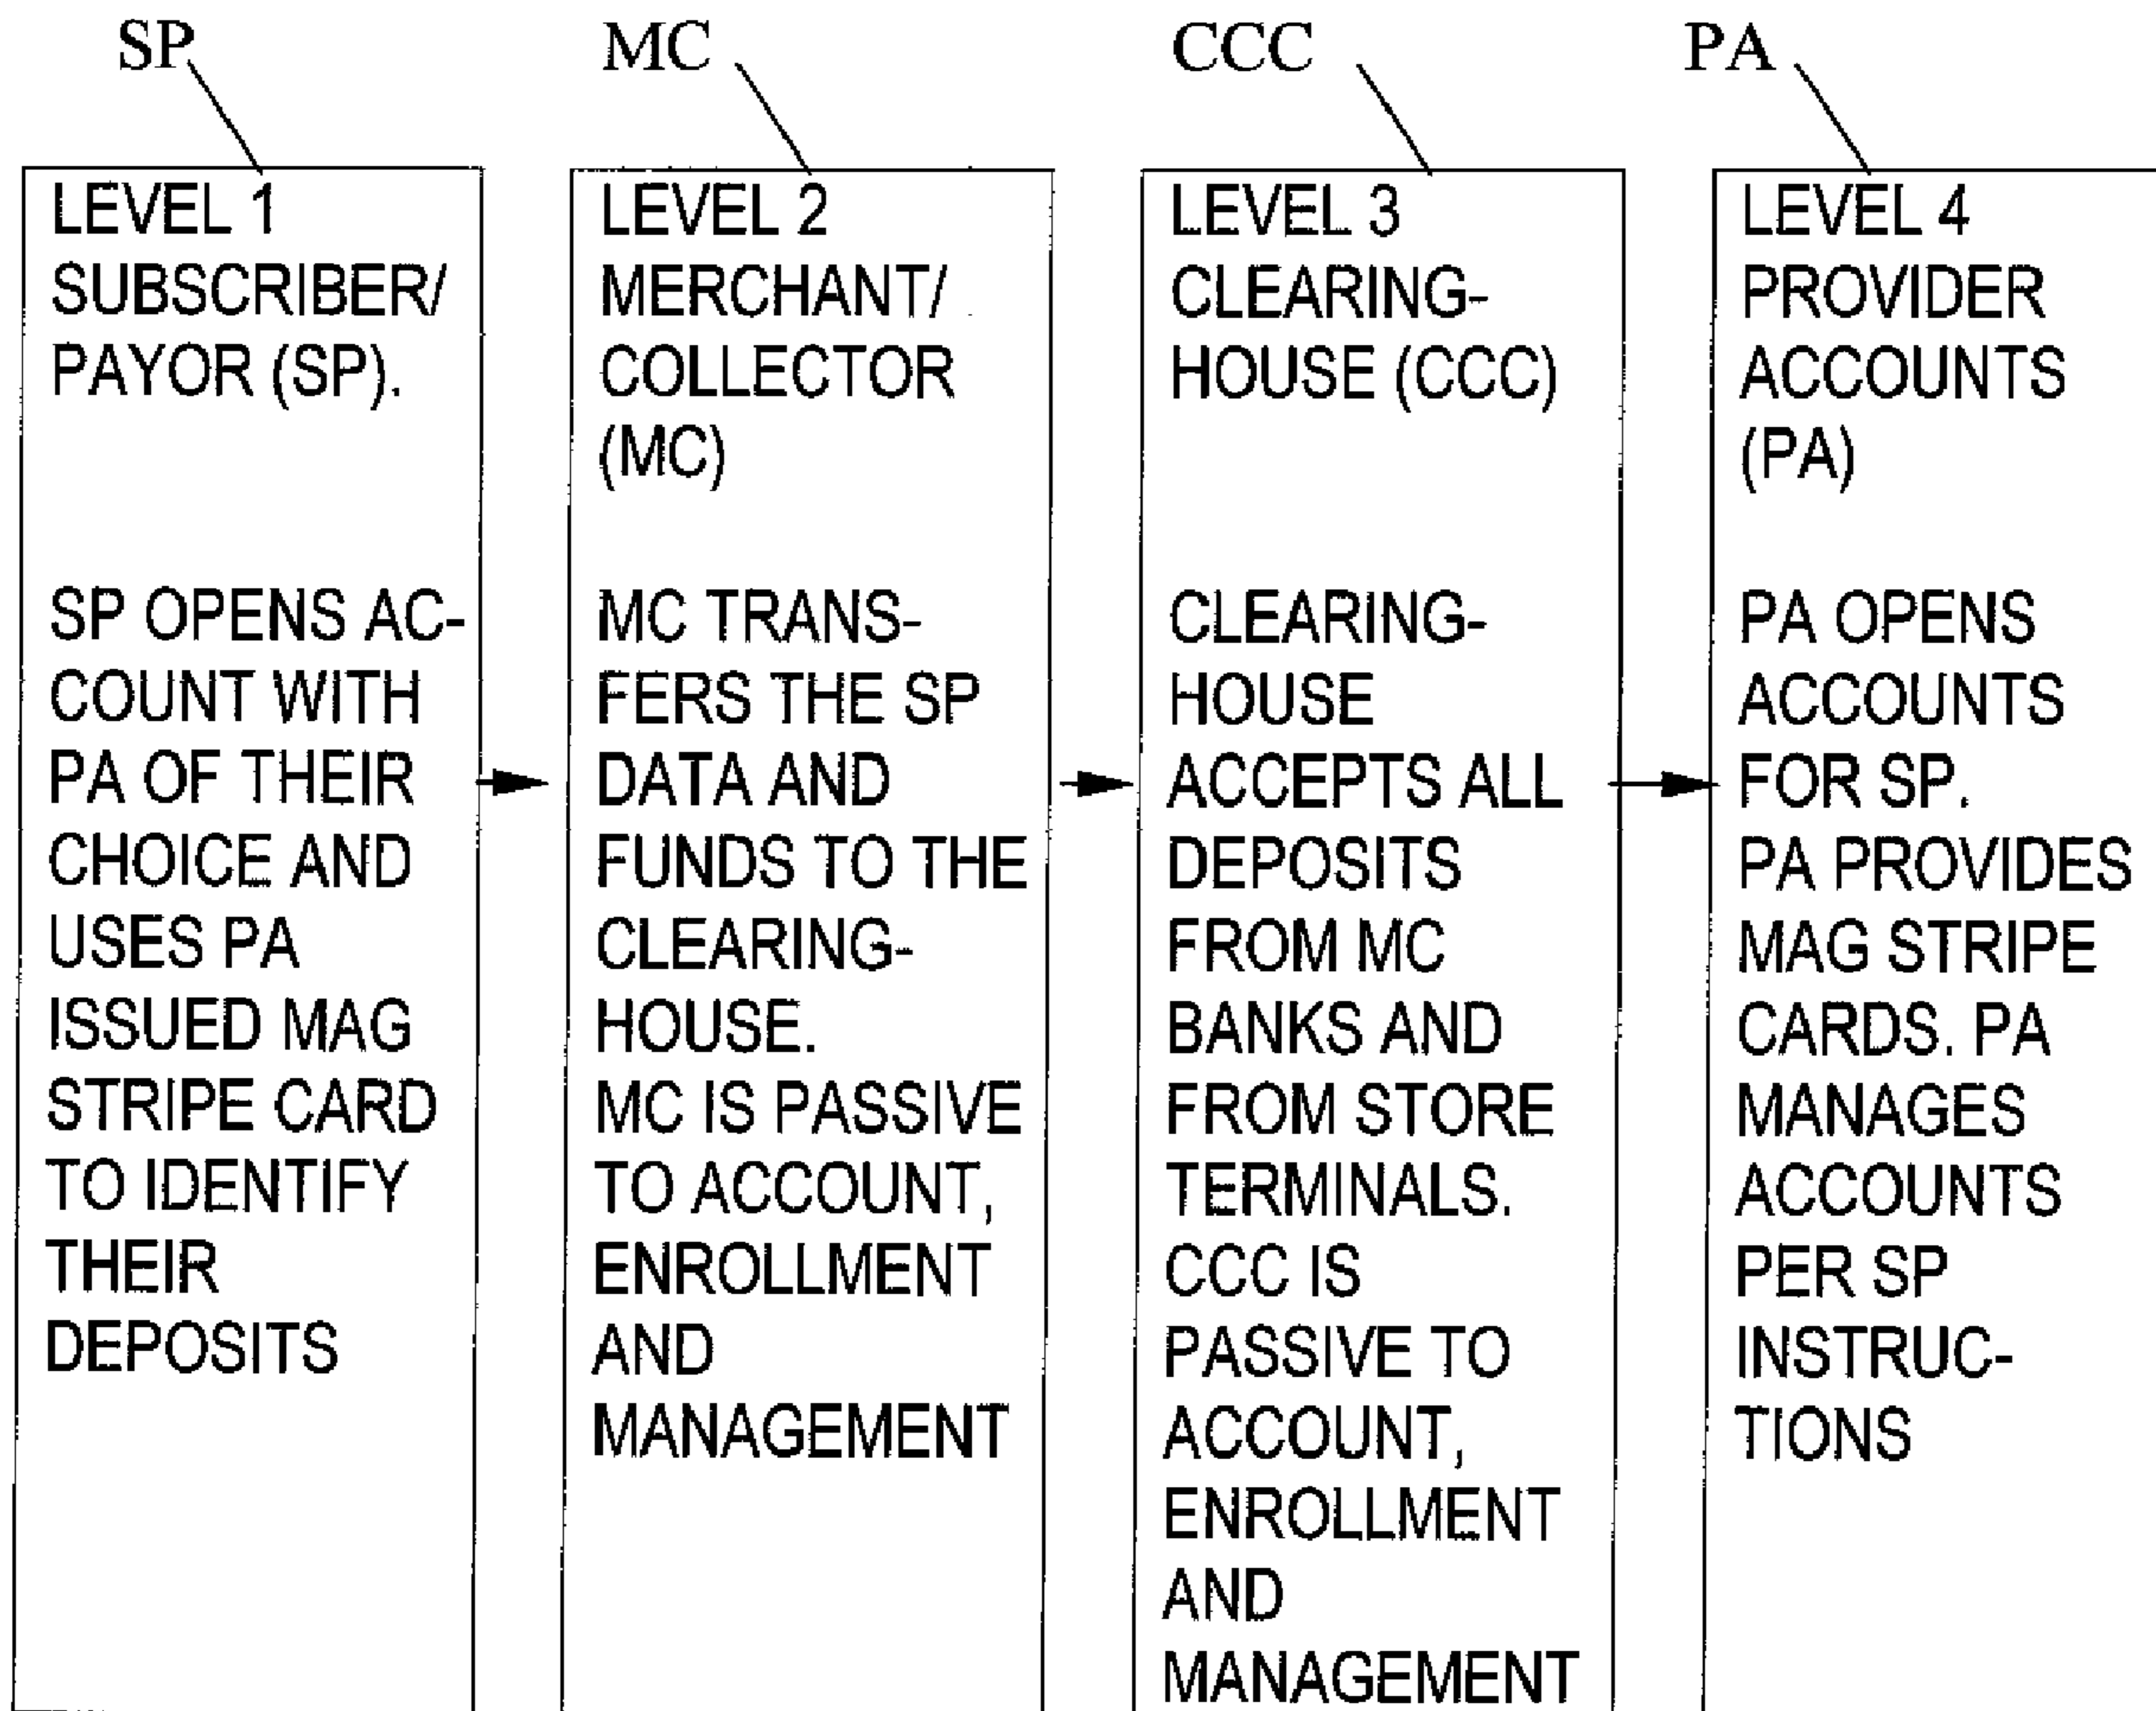 SP
MC
CCC
PA
LEVEL 1
SUBSCRIBER/
PAYOR (SP).
SP OPENS AC-
COUNT WITH
PA OF THEIR
CHOICE AND
USES PA
ISSUED MAG
STRIPE CARD
TO IDENTIFY
THEIR
DEPOSITS
LEVEL 2
MERCHANT/
COLLECTOR
(MC)
MC TRANS-
FERS THE SP
DATA AND
FUNDS TO THE
CLEARING-
HOUSE.
MC IS PASSIVE
TO ACCOUNT,
ENROLLMENT
AND
MANAGEMENT
LEVEL 3
CLEARING-
HOUSE (CCC)
CLEARING-
HOUSE
ACCEPTS ALL
DEPOSITS
FROM MC
BANKS AND
FROM STORE
TERMINALS.
CCC IS
PASSIVE TO
ACCOUNT,
ENROLLMENT
AND
MANAGEMENT
LEVEL 4
PROVIDER
ACCOUNTS
(PA)
PA OPENS
ACCOUNTS
FOR SP.
PA PROVIDES
MAG STRIPE
CARDS. PA
MANAGES
ACCOUNTS
PER SP
INSTRUC-
TIONS